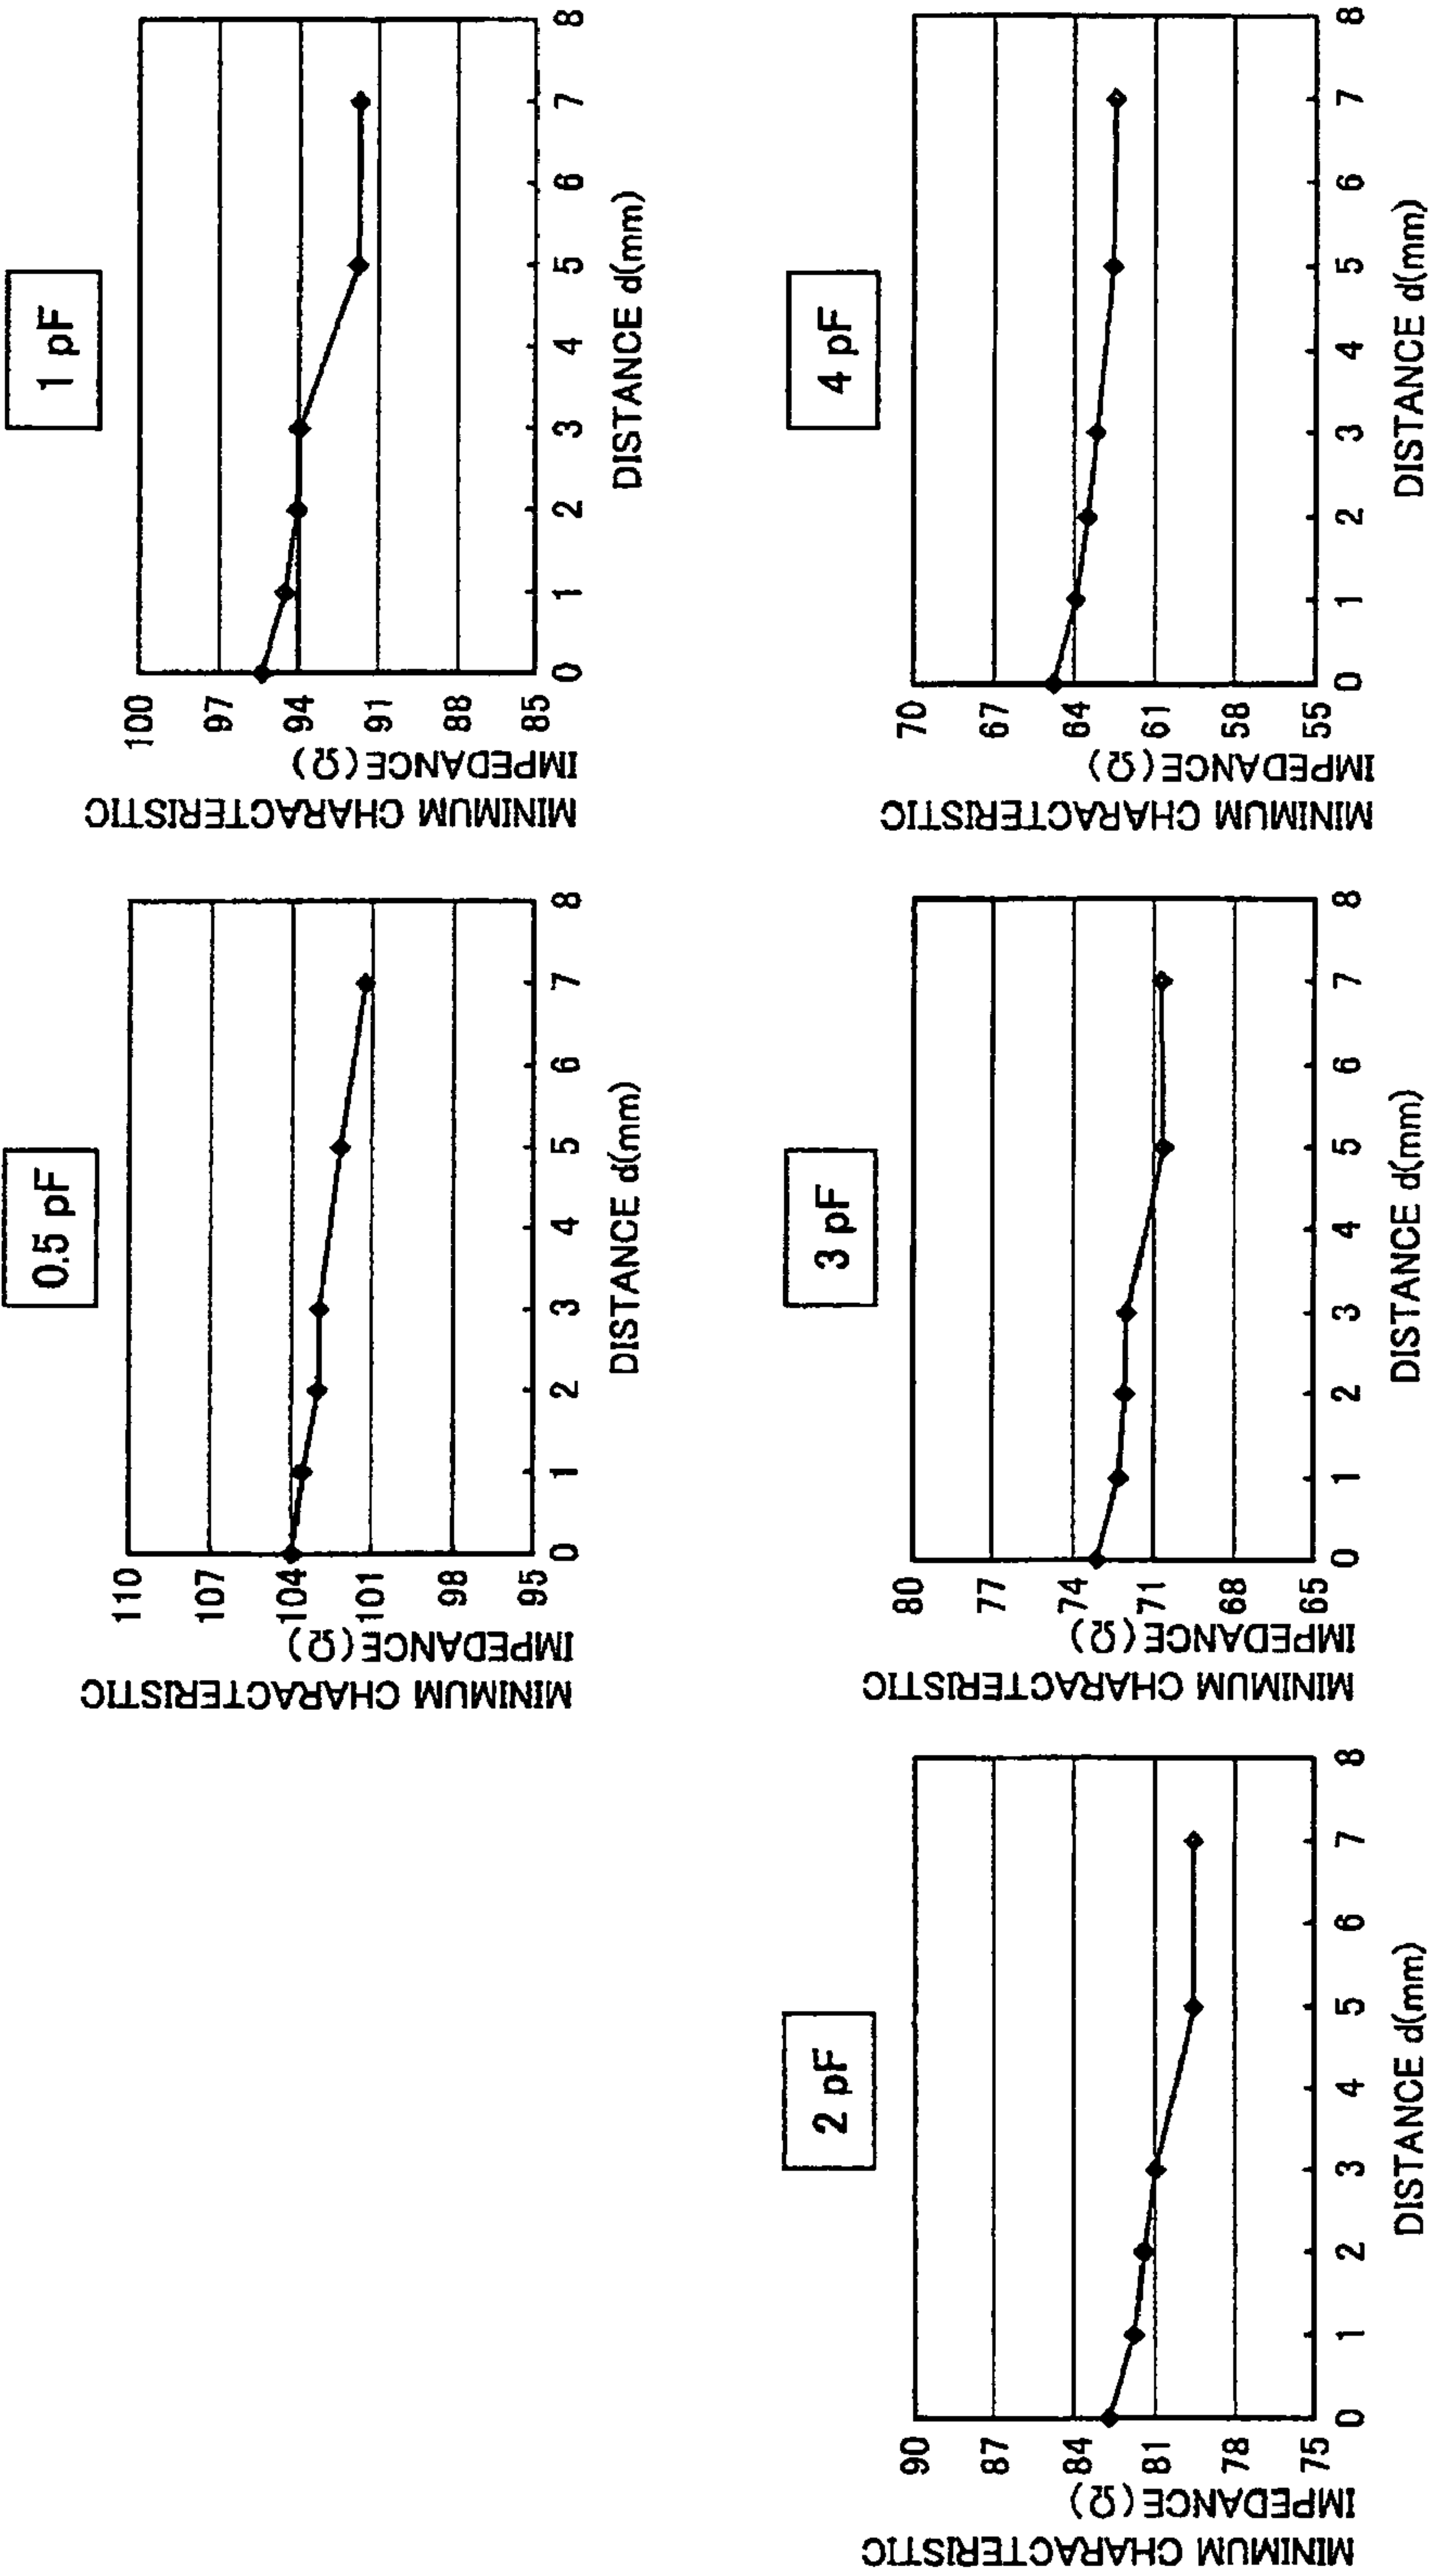 0.5 pF
MINIMUM CHARACTERISTIC
IMPEDANCE(Ω)
110
107
104
101
98
95
0 1 2 3 4 5 6 7 8
DISTANCE d(mm)
1 pF
MINIMUM CHARACTERISTIC
IMPEDANCE(Ω)
100
97
94
91
88
85
0 1 2 3 4 5 6 7 8
DISTANCE d(mm)
2 pF
MINIMUM CHARACTERISTIC
IMPEDANCE(Ω)
90
87
84
81
78
75
0 1 2 3 4 5 6 7 8
DISTANCE d(mm)
3 pF
MINIMUM CHARACTERISTIC
IMPEDANCE(Ω)
80
77
74
71
68
65
0 1 2 3 4 5 6 7 8
DISTANCE d(mm)
4 pF
MINIMUM CHARACTERISTIC
IMPEDANCE(Ω)
70
67
64
61
58
55
0 1 2 3 4 5 6 7 8
DISTANCE d(mm)